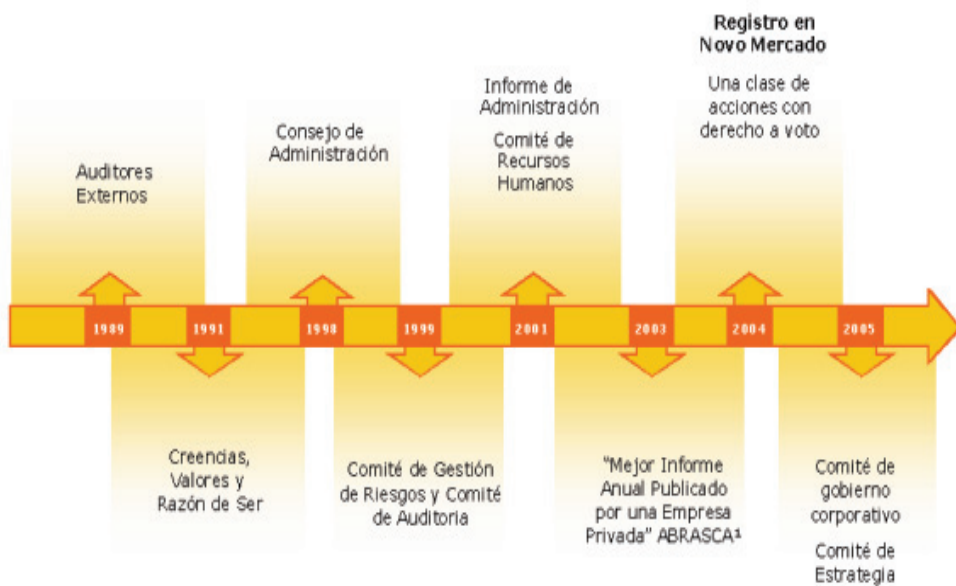 Registro en
Novo Mercado
Una clase de
acciones con
derecho a voto
Informe de
Administración
Comité de
Recursos
Humanos
Consejo de
Administración
Auditores
Externos
1989
1991
1998
1999
2001
2003
2004
2005
Creencias,
Valores y
Razón de Ser
Comité de Gestión
de Riesgos y Comité
de Auditoria
"Mejor Informe
Anual Publicado
por una Empresa
Privada" ABRASCA¹
Comité de
gobierno
corporativo
Comité de
Estrategia